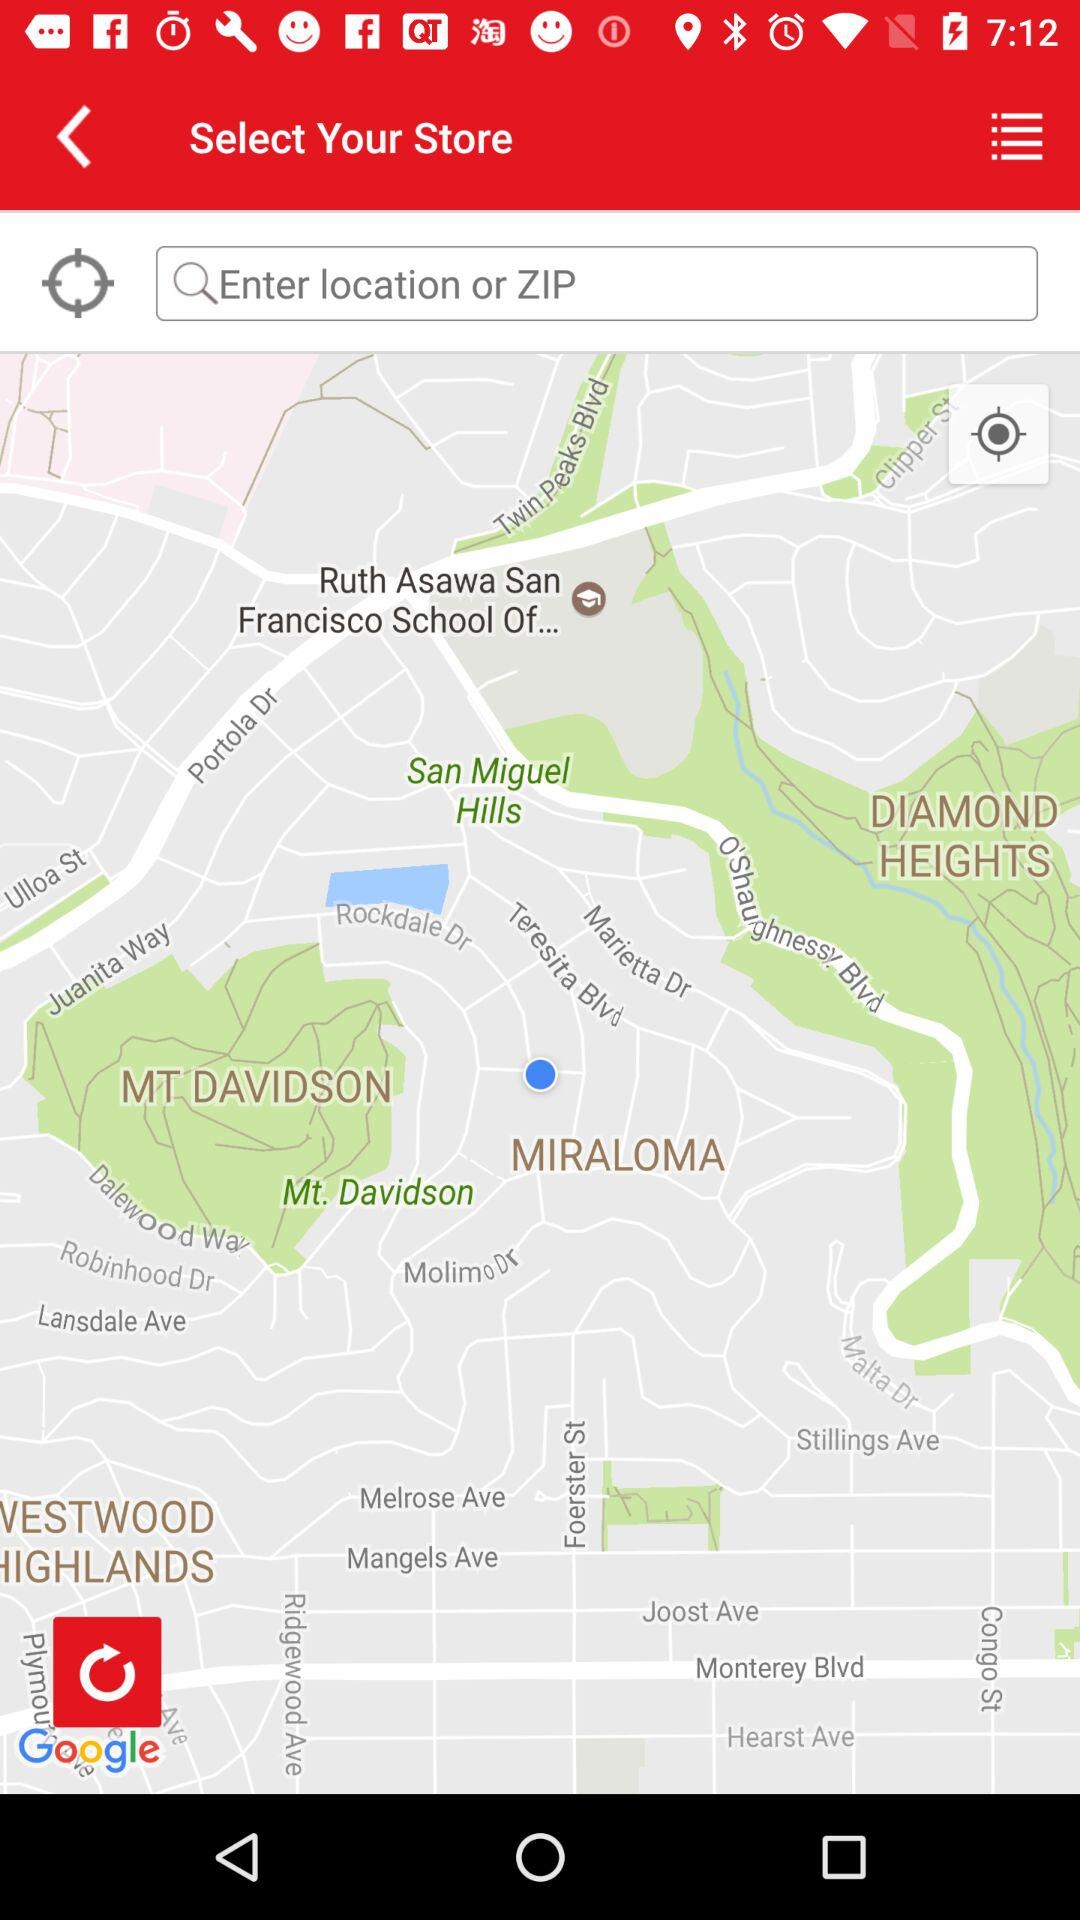 QT 淘 7:12
Select Your Store
Enter location or ZIP
Twin Peaks Blvd
Clipper St
Ruth Asawa San
Francisco School Of...
Portola Dr
San Miguel
Hills
DIAMOND
HEIGHTS
O'Shaughnessy Blvd
Ulloa St
Rockdale Dr
Teresita Blvd
Marietta Dr
Juanita Way
MT DAVIDSON
MIRALOMA
Mt. Davidson
Dalewood Way
Robinhood Dr
Molimo Dr
Lansdale Ave
Malta Dr
Stillings Ave
Foerster St
Melrose Ave
WESTWOOD
HIGHLANDS
Mangels Ave
Ridgewood Ave
Joost Ave
Congo St
Monterey Blvd
Hearst Ave
Ave
Google